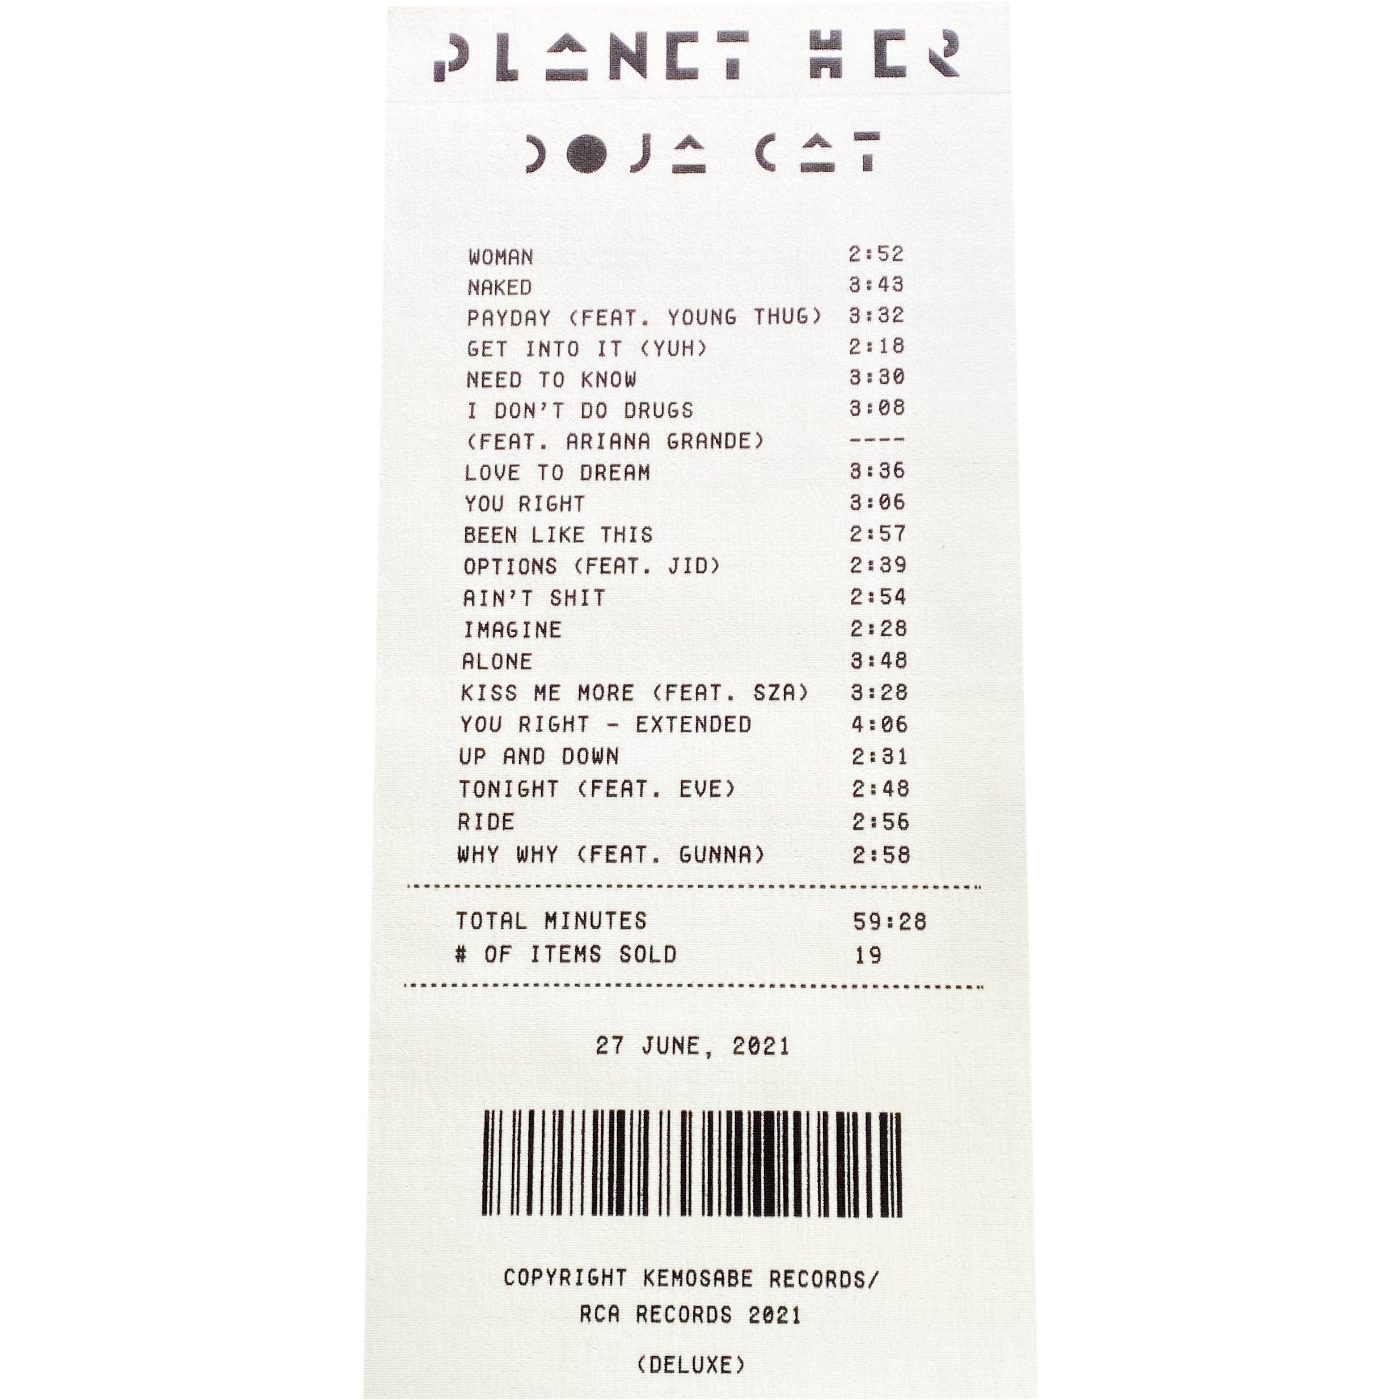 PLANET HER
DOJA CAT
WOMAN 2:52
NAKED 3:43
PAYDAY (FEAT. YOUNG THUG) 3:32
GET INTO IT (YUH) 2:18
NEED TO KNOW 3:30
I DON'T DO DRUGS 3:08
(FEAT. ARIANA GRANDE) ----
LOVE TO DREAM 3:36
YOU RIGHT 3:06
BEEN LIKE THIS 2:57
OPTIONS (FEAT. JID) 2:39
AIN'T SHIT 2:54
IMAGINE 2:28
ALONE 3:48
KISS ME MORE (FEAT. SZA) 3:28
YOU RIGHT - EXTENDED 4:06
UP AND DOWN 2:31
TONIGHT (FEAT. EVE) 2:48
RIDE 2:56
WHY WHY (FEAT. GUNNA) 2:58
TOTAL MINUTES 59:28
# OF ITEMS SOLD 19
27 JUNE, 2021
COPYRIGHT KEMOSABE RECORDS/
RCA RECORDS 2021
(DELUXE)